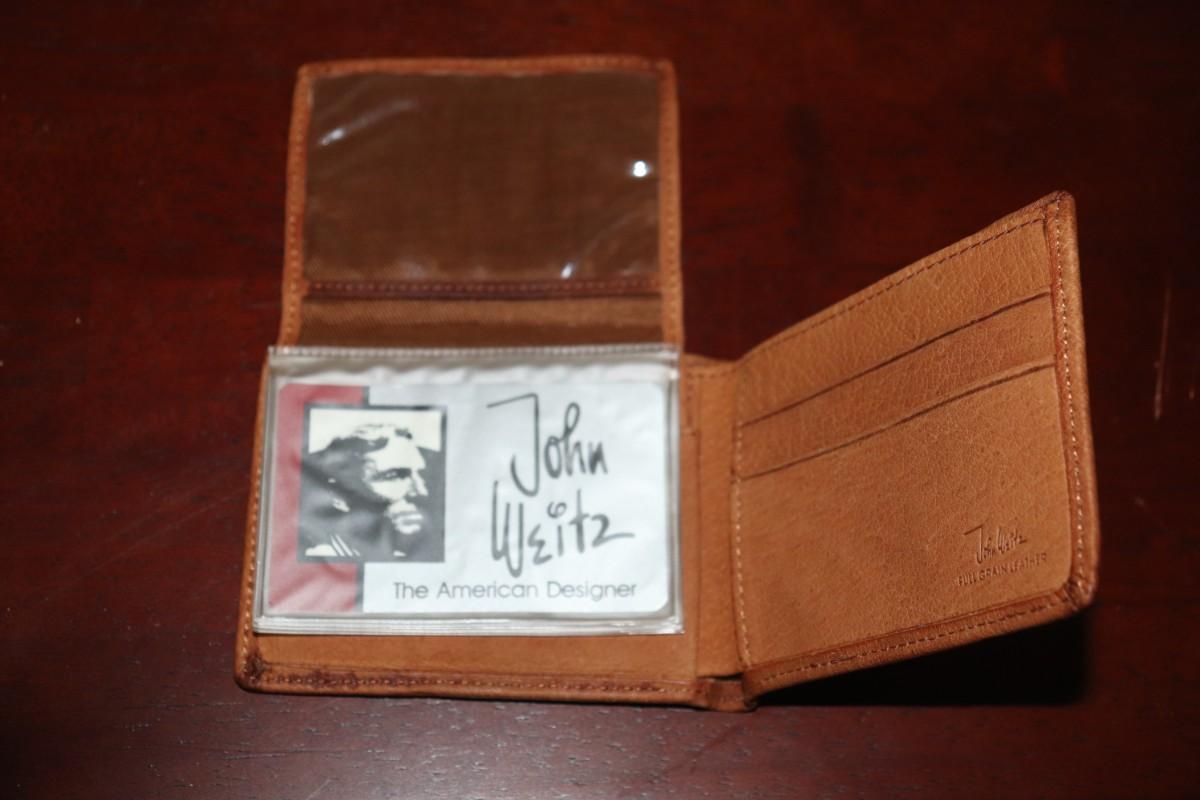 John
Weitz
The American Designer
John Weitz
FULL GRAIN LEATHER